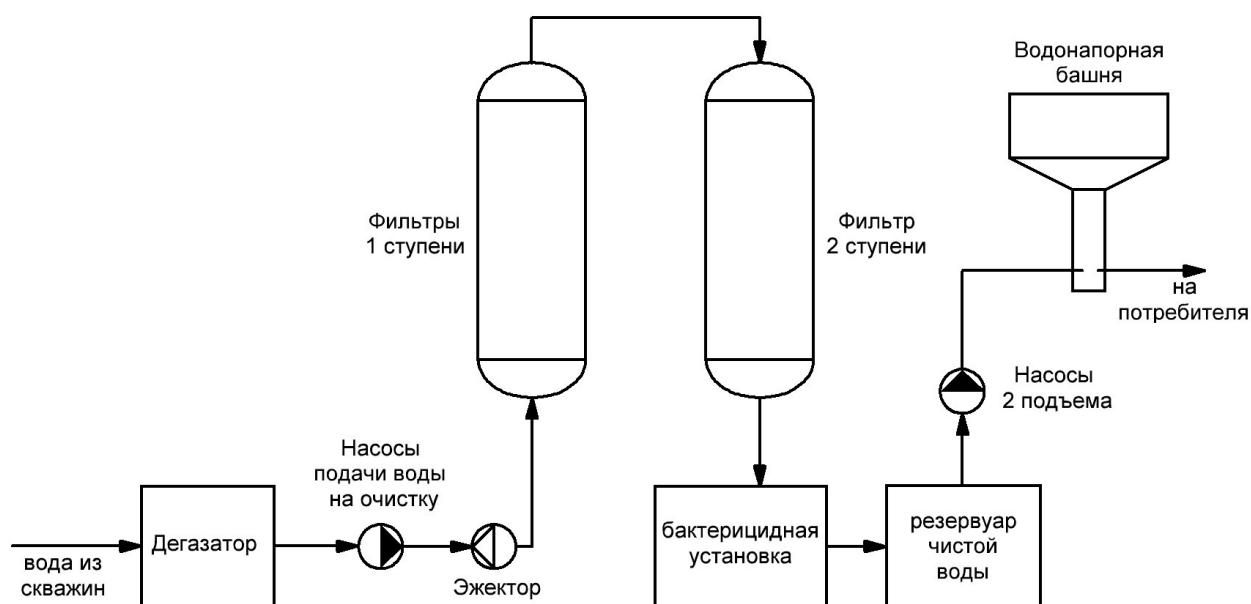 Водонапорная
башня
Фильтры
1 ступени
Фильтр
2 ступени
на
потребителя
Насосы
2 подъема
Насосы
подачи воды
на очистку
Дегазатор
вода из
скважин
Эжектор
бактерицидная
установка
резервуар
чистой
воды